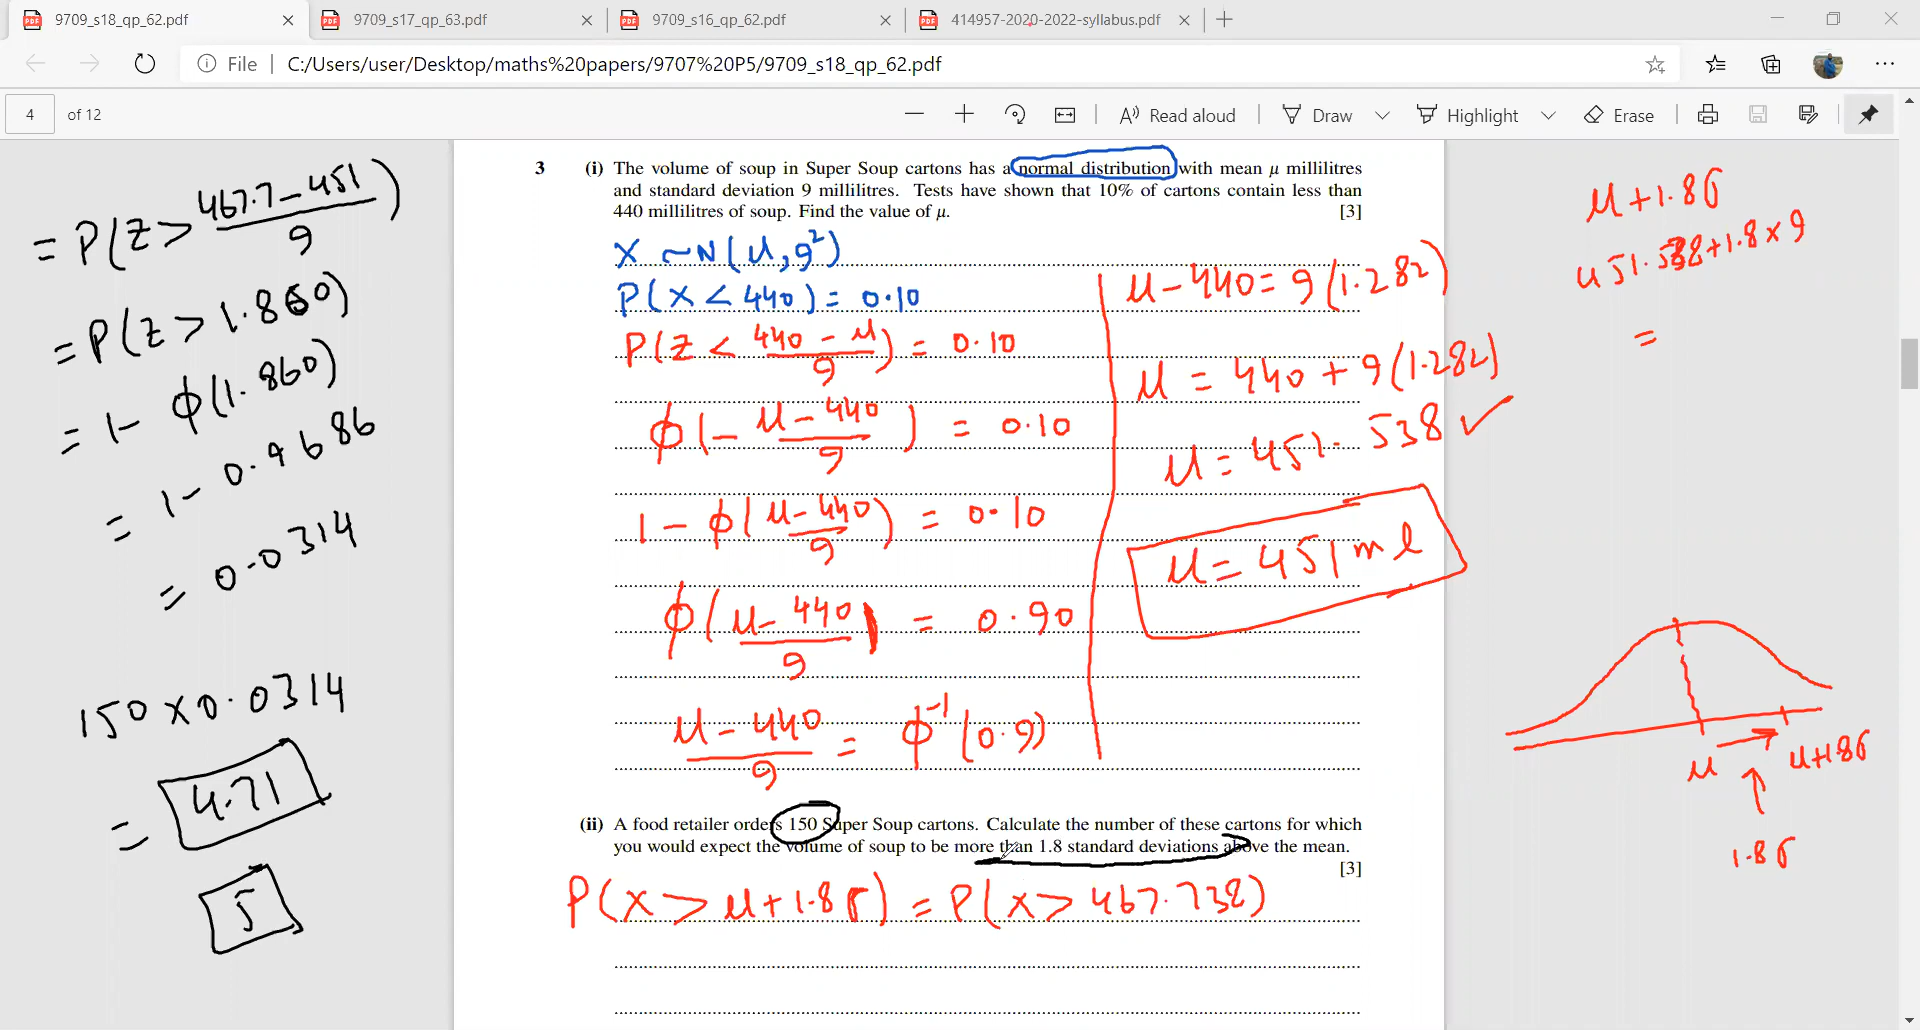 9709_s18_qp_62.pdf
9709_s17_qp_63.pdf
9709_s16_qp_62.pdf
414957-2020-2022-syllabus.pdf
File
C:/Users/user/Desktop/maths%20papers/9707%20P5/9709_s18_qp_62.pdf
4 of 12
Read aloud
Draw
Highlight
Erase
= P(Z > 467.7 - 451 / 9)
= P(Z > 1.860)
= 1 - ϕ(1.860)
= 1 - 0.9686
= 0.0314
150 x 0.0314
= 4.71
5
3 (i) The volume of soup in Super Soup cartons has a normal distribution with mean μ millilitres
and standard deviation 9 millilitres. Tests have shown that 10% of cartons contain less than
440 millilitres of soup. Find the value of μ. [3]
X ~ N(μ, 9²)
P(X < 440) = 0.10
P(Z < 440 - μ / 9) = 0.10
ϕ(- μ - 440 / 9) = 0.10
1 - ϕ(μ - 440 / 9) = 0.10
ϕ(μ - 440 / 9) = 0.90
μ - 440 / 9 = ϕ⁻¹(0.9)
μ - 440 = 9(1.282)
μ = 440 + 9(1.282)
μ = 451.538 ✓
μ = 451 ml
(ii) A food retailer orders 150 Super Soup cartons. Calculate the number of these cartons for which
you would expect the volume of soup to be more than 1.8 standard deviations above the mean.
[3]
P(X > μ + 1.8σ) = P(X > 467.738)
μ + 1.8σ
451.538 + 1.8 x 9
=
μ
μ + 1.8σ
1.8σ